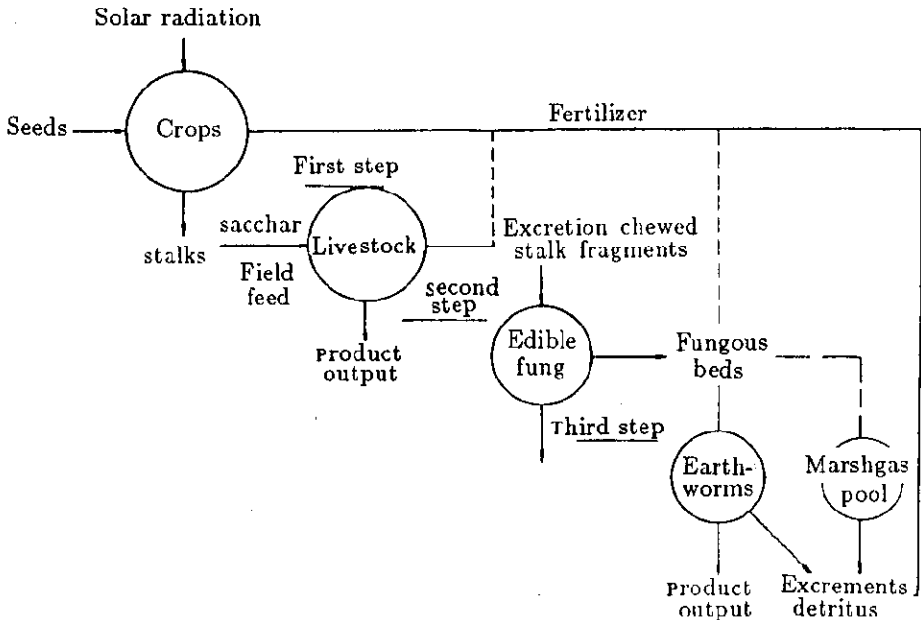 Solar radiation
Seeds
Crops
Fertilizer
First step
sacchar
stalks
Field
feed
Livestock
Excretion chewed
stalk fragments
second
step
Product
output
Edible
fung
Fungous
beds
Third step
Earth-
worms
Marshgas
pool
Product
output
Excrements
detritus